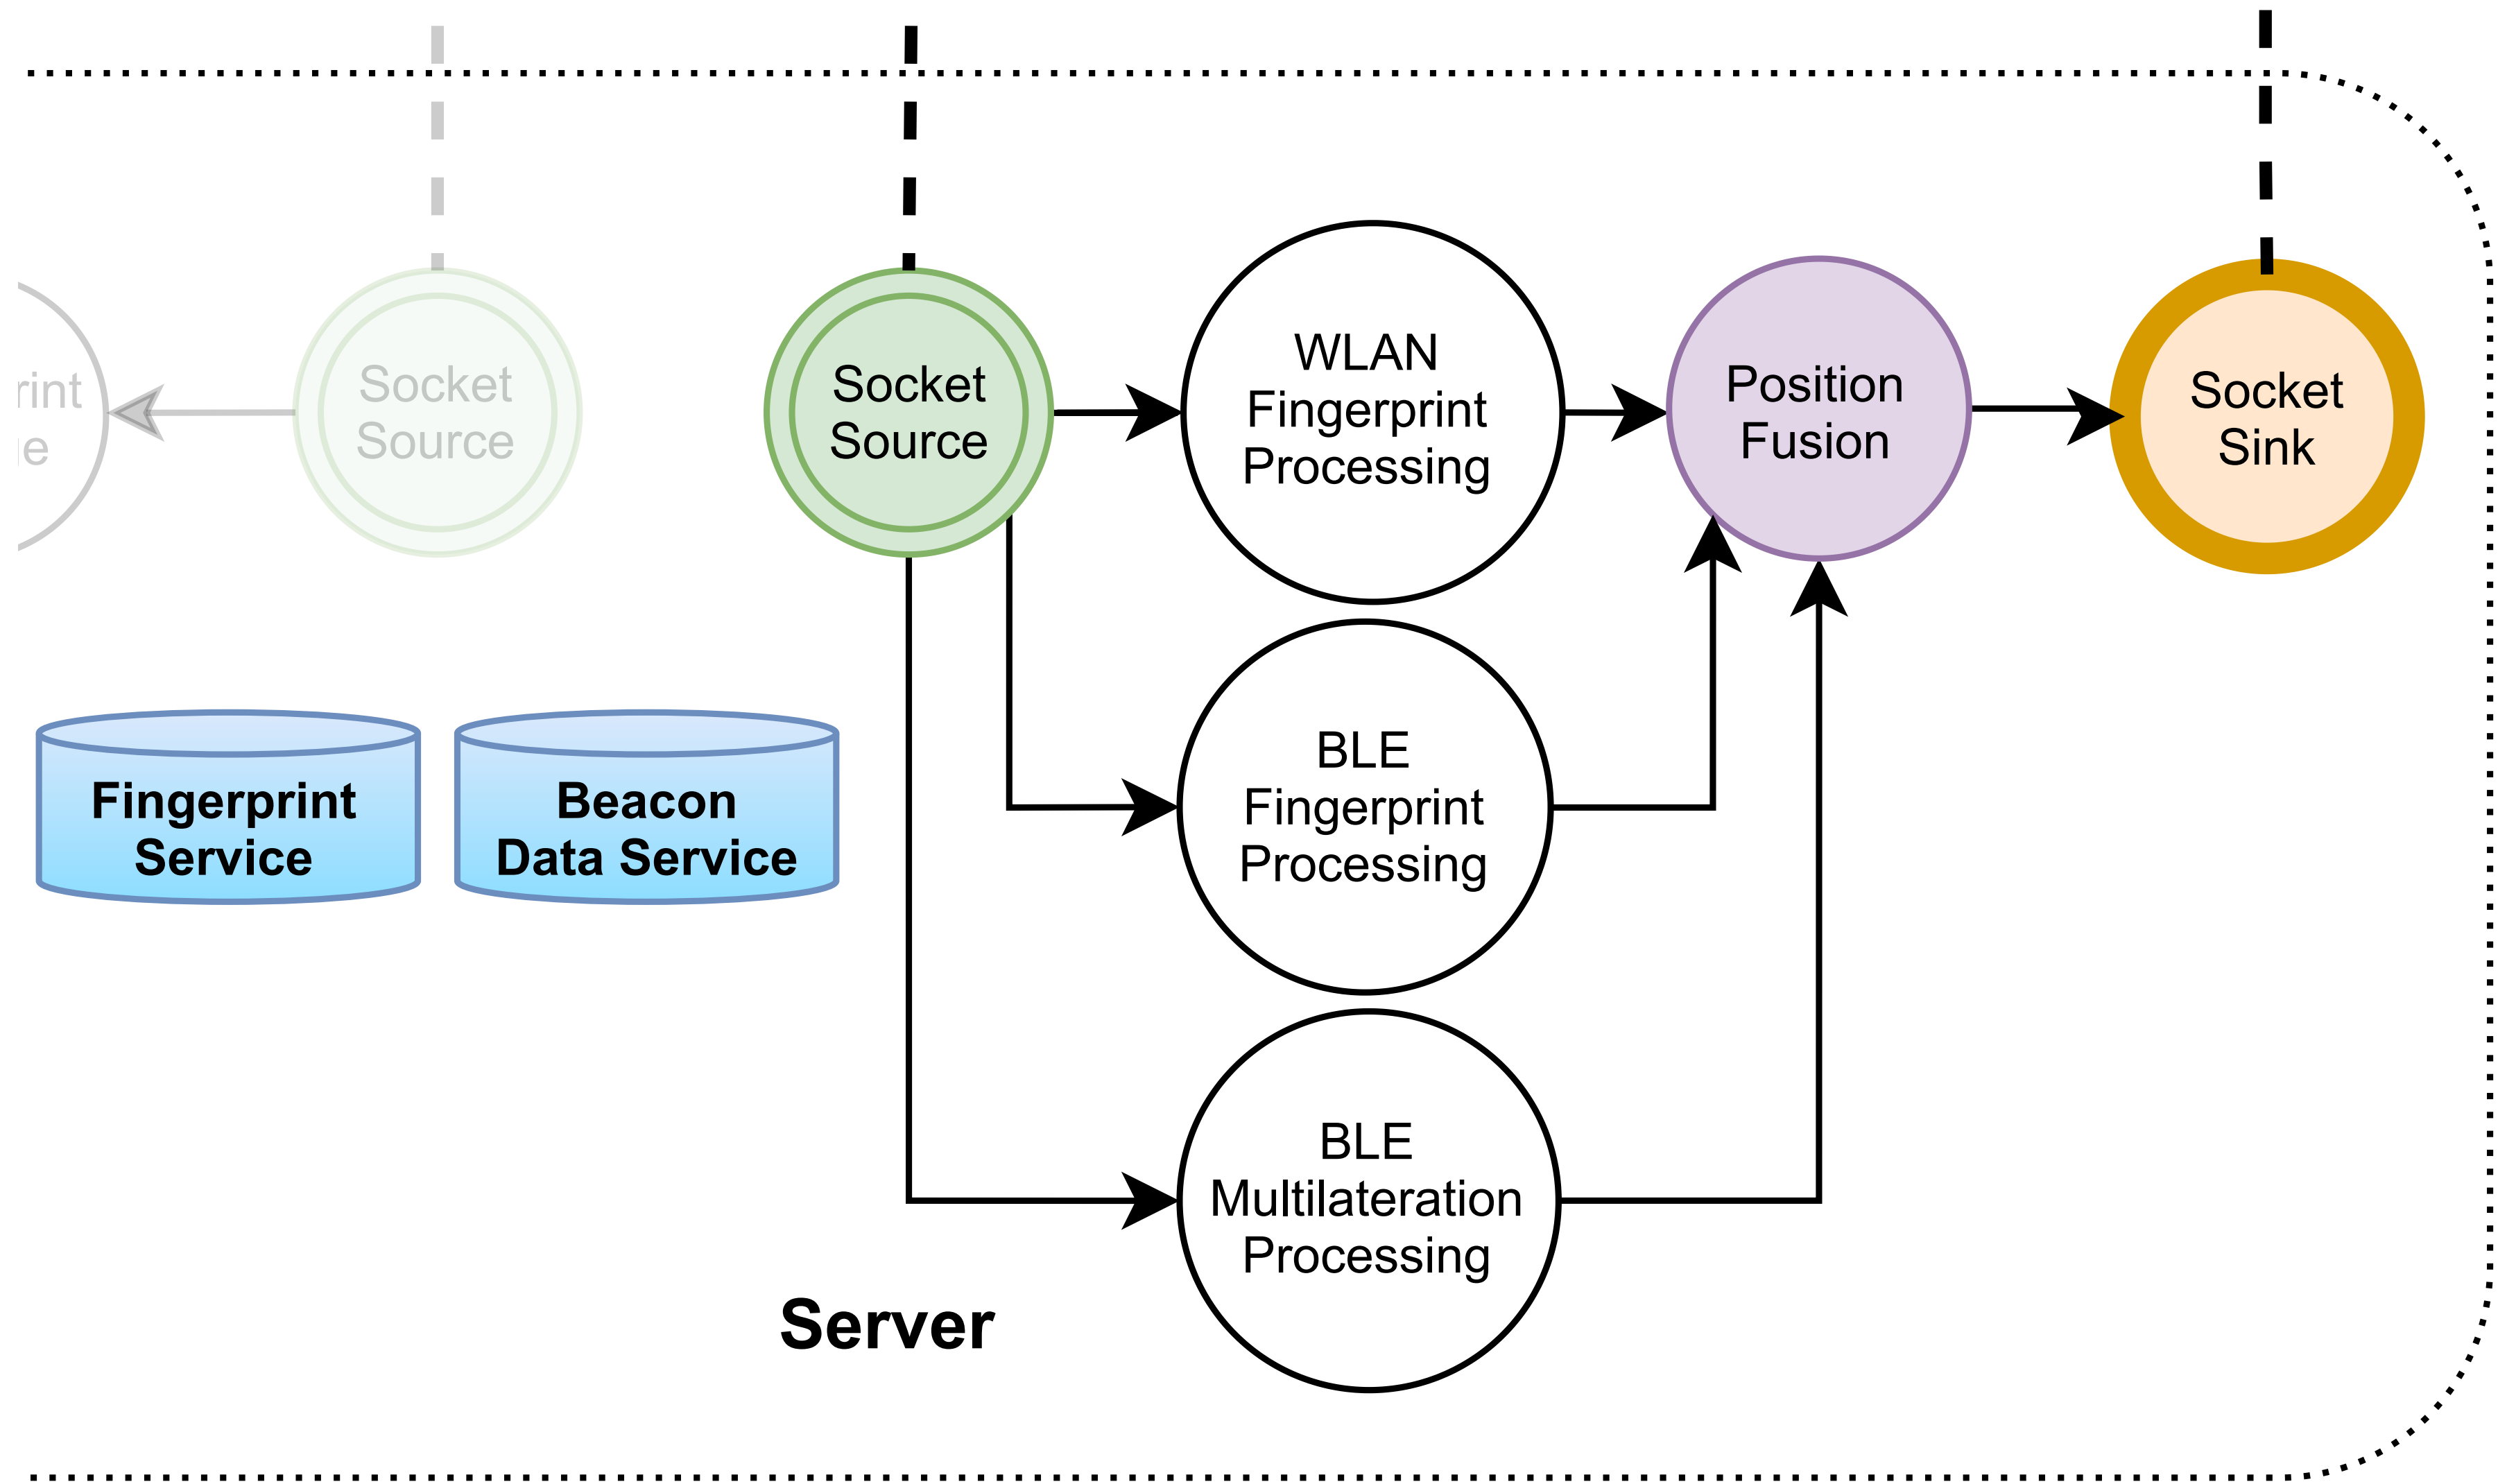 Socket
Source
Socket
Source
WLAN
Fingerprint
Processing
Position
Fusion
Socket
Sink
Fingerprint
Service
Beacon
Data Service
BLE
Fingerprint
Processing
BLE
Multilateration
Processing
Server